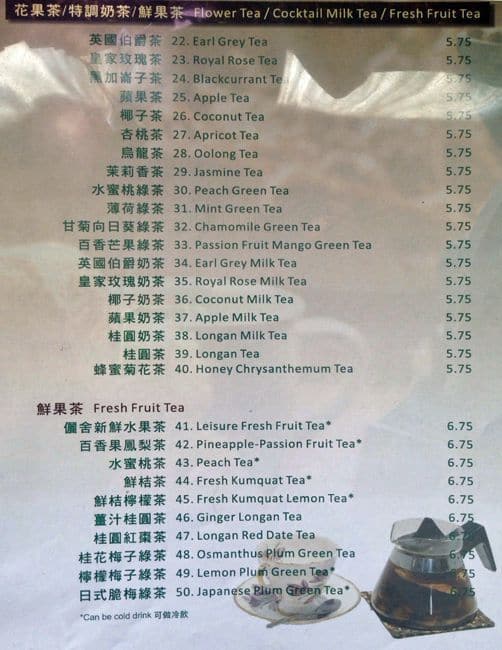 花果茶/特調奶茶/鮮果茶 Flower Tea / Cocktail Milk Tea / Fresh Fruit Tea
英國伯爵茶 22. Earl Grey Tea 5.75
皇家玫瑰茶 23. Royal Rose Tea 5.75
黑加崙子茶 24. Blackcurrant Tea 5.75
蘋果茶 25. Apple Tea 5.75
椰子茶 26. Coconut Tea 5.75
杏桃茶 27. Apricot Tea 5.75
烏龍茶 28. Oolong Tea 5.75
茉莉香茶 29. Jasmine Tea 5.75
水蜜桃綠茶 30. Peach Green Tea 5.75
薄荷綠茶 31. Mint Green Tea 5.75
甘菊向日葵綠茶 32. Chamomile Green Tea 5.75
百香芒果綠茶 33. Passion Fruit Mango Green Tea 5.75
英國伯爵奶茶 34. Earl Grey Milk Tea 5.75
皇家玫瑰奶茶 35. Royal Rose Milk Tea 5.75
椰子奶茶 36. Coconut Milk Tea 5.75
蘋果奶茶 37. Apple Milk Tea 5.75
桂圓奶茶 38. Longan Milk Tea 5.75
桂圓茶 39. Longan Tea 5.75
蜂蜜菊花茶 40. Honey Chrysanthemum Tea 5.75
鮮果茶 Fresh Fruit Tea
儷舍新鮮水果茶 41. Leisure Fresh Fruit Tea* 6.75
百香果鳳梨茶 42. Pineapple-Passion Fruit Tea* 6.75
水蜜桃茶 43. Peach Tea* 6.75
鮮桔茶 44. Fresh Kumquat Tea* 6.75
鮮桔檸檬茶 45. Fresh Kumquat Lemon Tea* 6.75
薑汁桂圓茶 46. Ginger Longan Tea 6.75
桂圓紅棗茶 47. Longan Red Date Tea 6.75
桂花梅子綠茶 48. Osmanthus Plum Green Tea 6.75
檸檬梅子綠茶 49. Lemon Plum Green Tea* 6.75
日式脆梅綠茶 50. Japanese Plum Green Tea* 6.75
*Can be cold drink 可做冷飲